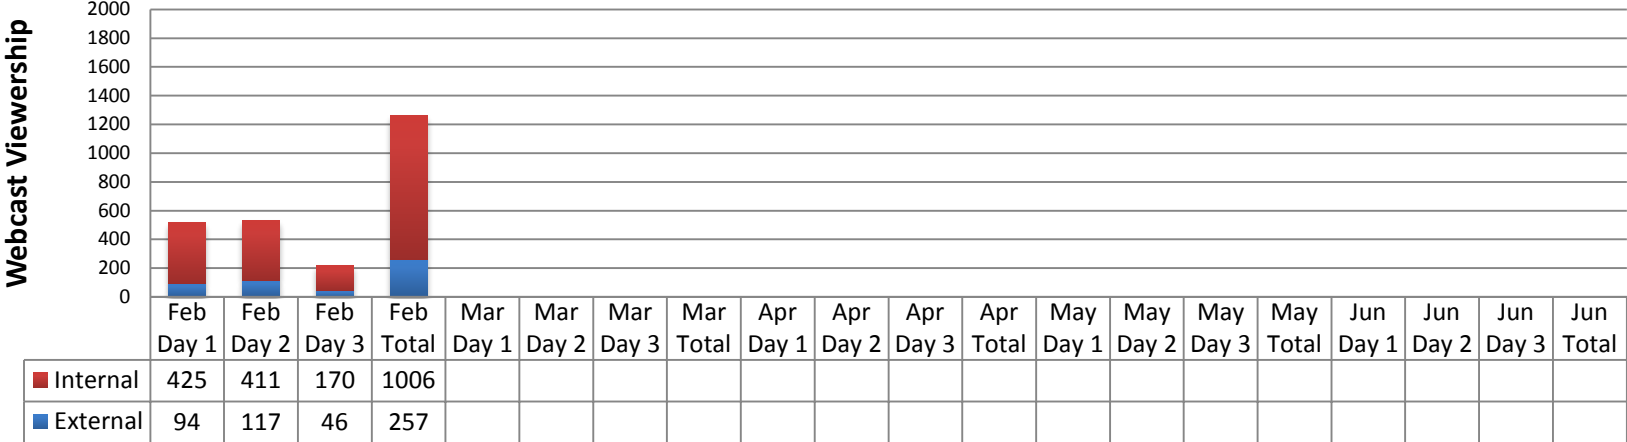 Webcast Viewership
2000
1800
1600
1400
1200
1000
800
600
400
200
0
Feb Day 1 Feb Day 2 Feb Day 3 Feb Total Mar Day 1 Mar Day 2 Mar Day 3 Mar Total Apr Day 1 Apr Day 2 Apr Day 3 Apr Total May Day 1 May Day 2 May Day 3 May Total Jun Day 1 Jun Day 2 Jun Day 3 Jun Total
Internal 425 411 170 1006
External 94 117 46 257